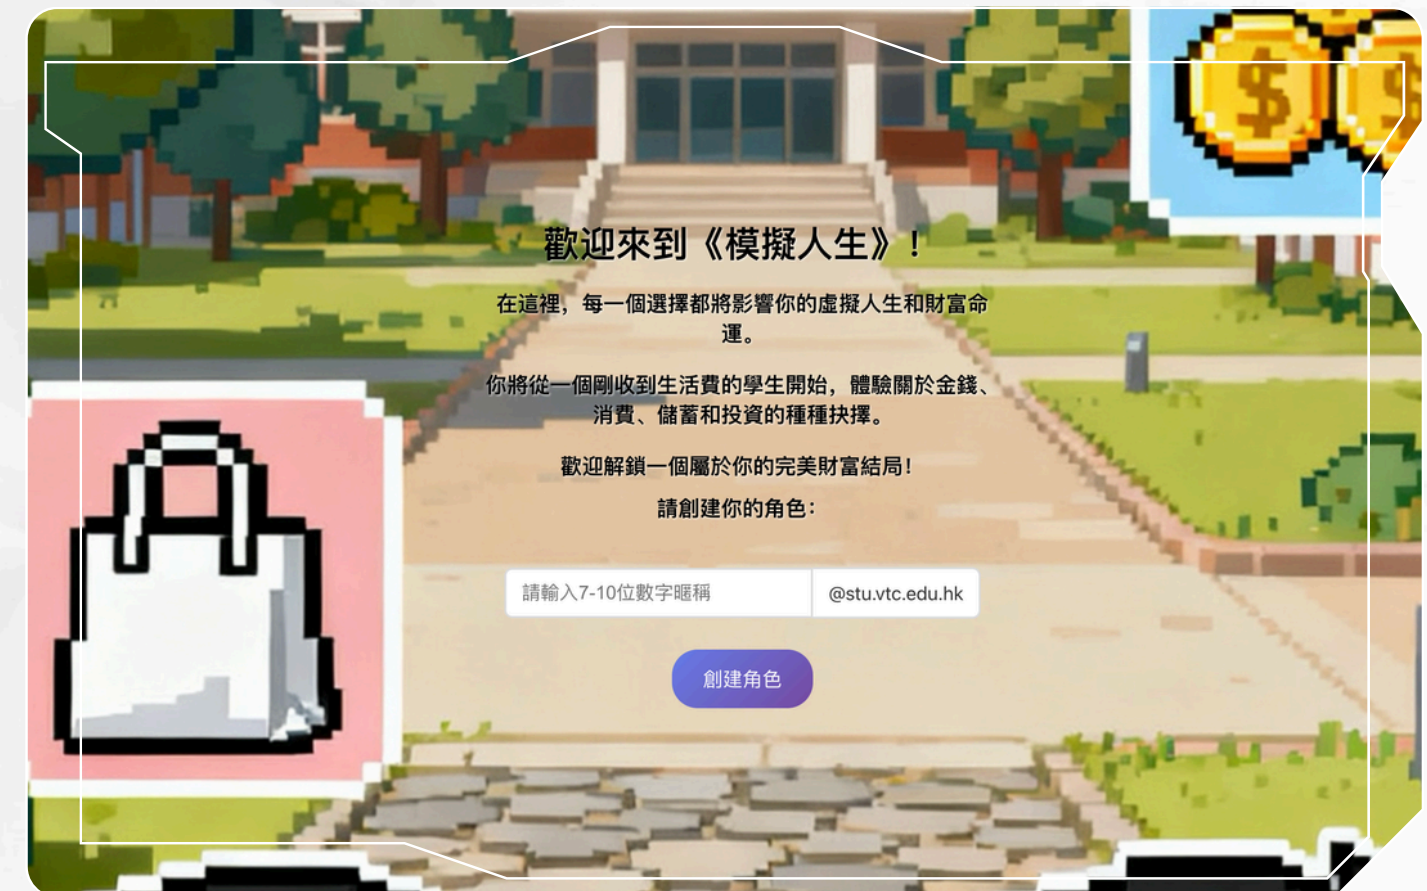 歡迎來到《模擬人生》！
在這裡，每一個選擇都將影響你的虛擬人生和財富命
運。
你將從一個剛收到生活費的學生開始，體驗關於金錢、
消費、儲蓄和投資的種種抉擇。
歡迎解鎖一個屬於你的完美財富結局！
請創建你的角色：
請輸入7-10位數字暱稱
@stu.vtc.edu.hk
創建角色